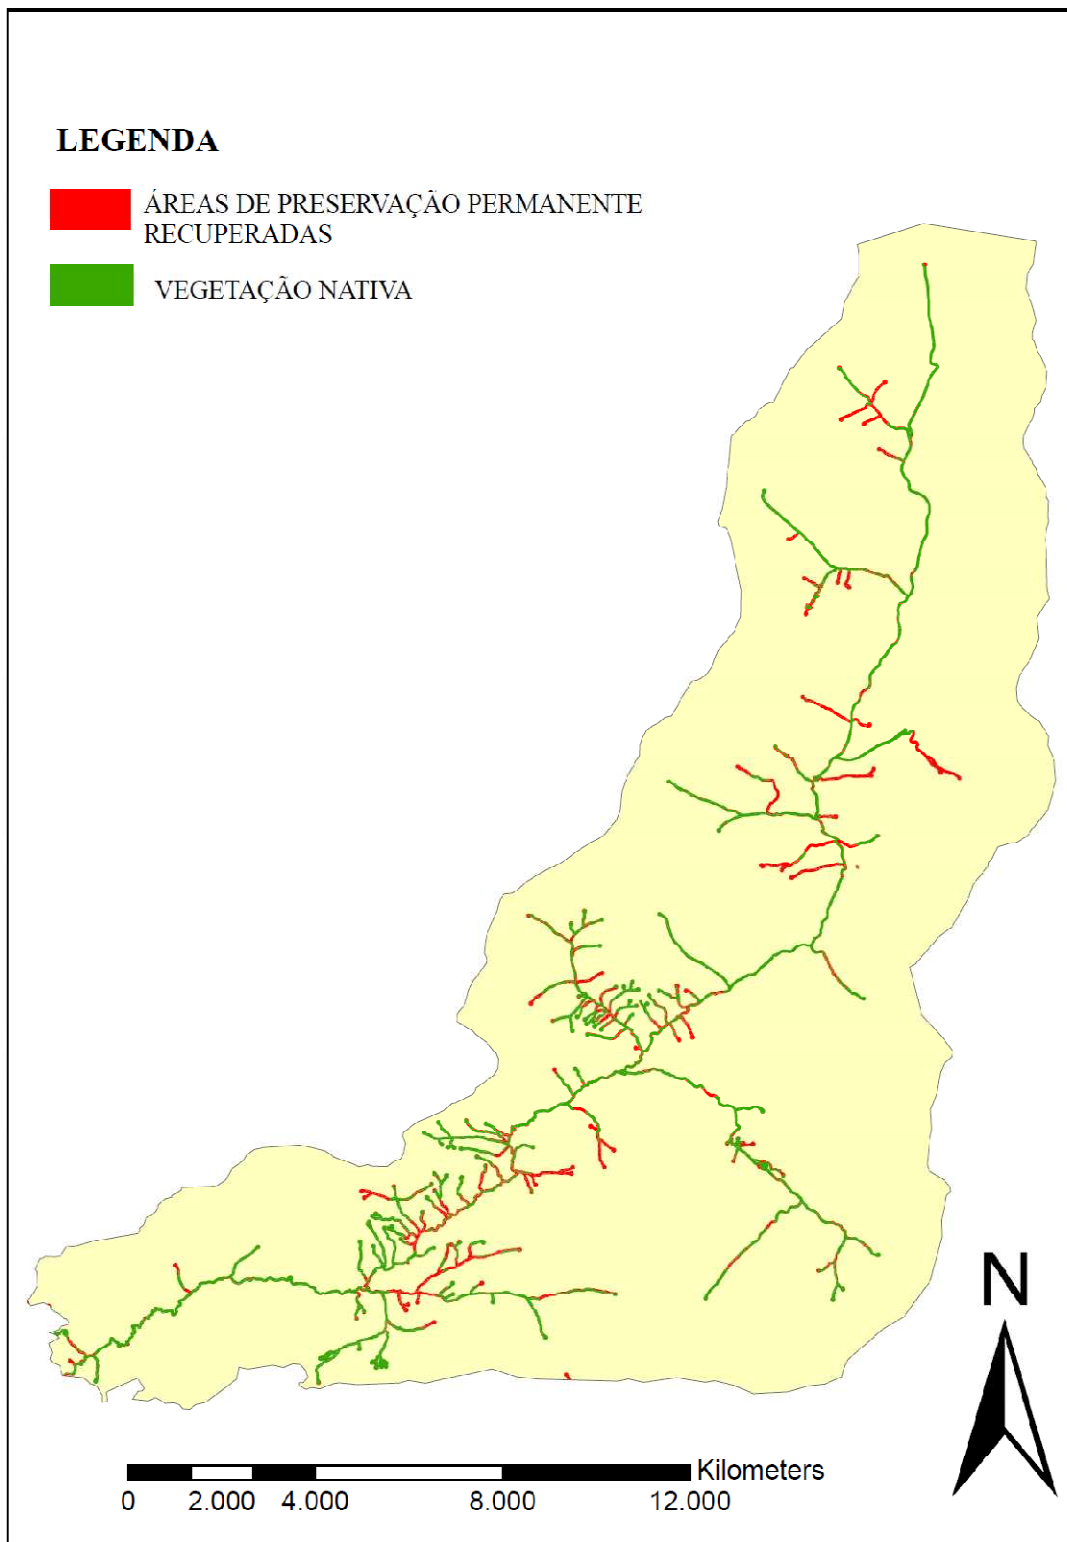 LEGENDA
ÁREAS DE PRESERVAÇÃO PERMANENTE
RECUPERADAS
VEGETAÇÃO NATIVA
N
Kilometers
0 2.000 4.000 8.000 12.000